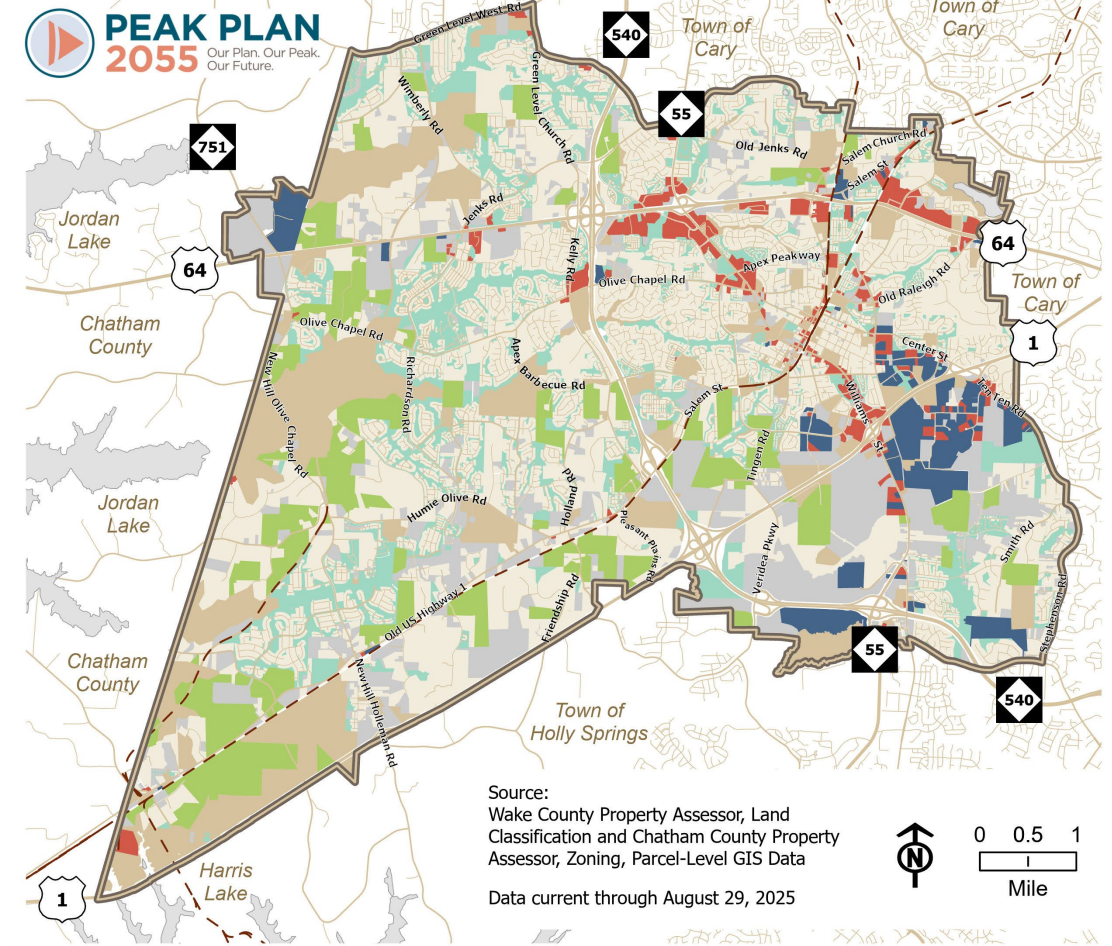 PEAK PLAN
2055 Our Plan. Our Peak.
Our Future.
Green Level West Rd
540
Town of
Cary
Town of
Cary
55
751
Wimberly Rd
Green Level Church Rd
Old Jenks Rd
Salem Church Rd
Salem St
Jordan
Lake
Jenks Rd
64
64
Kelly Rd
Apex Peakway
Olive Chapel Rd
Old Raleigh Rd
Town of
Cary
Chatham
County
Olive Chapel Rd
1
Center St
New Hill Olive Chapel Rd
Richardson Rd
Apex Barbecue Rd
Salem St
Williams St
Ten Ten Rd
Tingen Rd
Jordan
Lake
Humie Olive Rd
Holland Rd
Pleasant Plains Rd
Veridea Pkwy
Smith Rd
Old US Highway 1
Friendship Rd
Stephenson Rd
55
Chatham
County
New Hill Holleman Rd
540
Town of
Holly Springs
Source:
Wake County Property Assessor, Land
Classification and Chatham County Property
Assessor, Zoning, Parcel-Level GIS Data
Data current through August 29, 2025
N
0 0.5 1
Mile
Harris
Lake
1